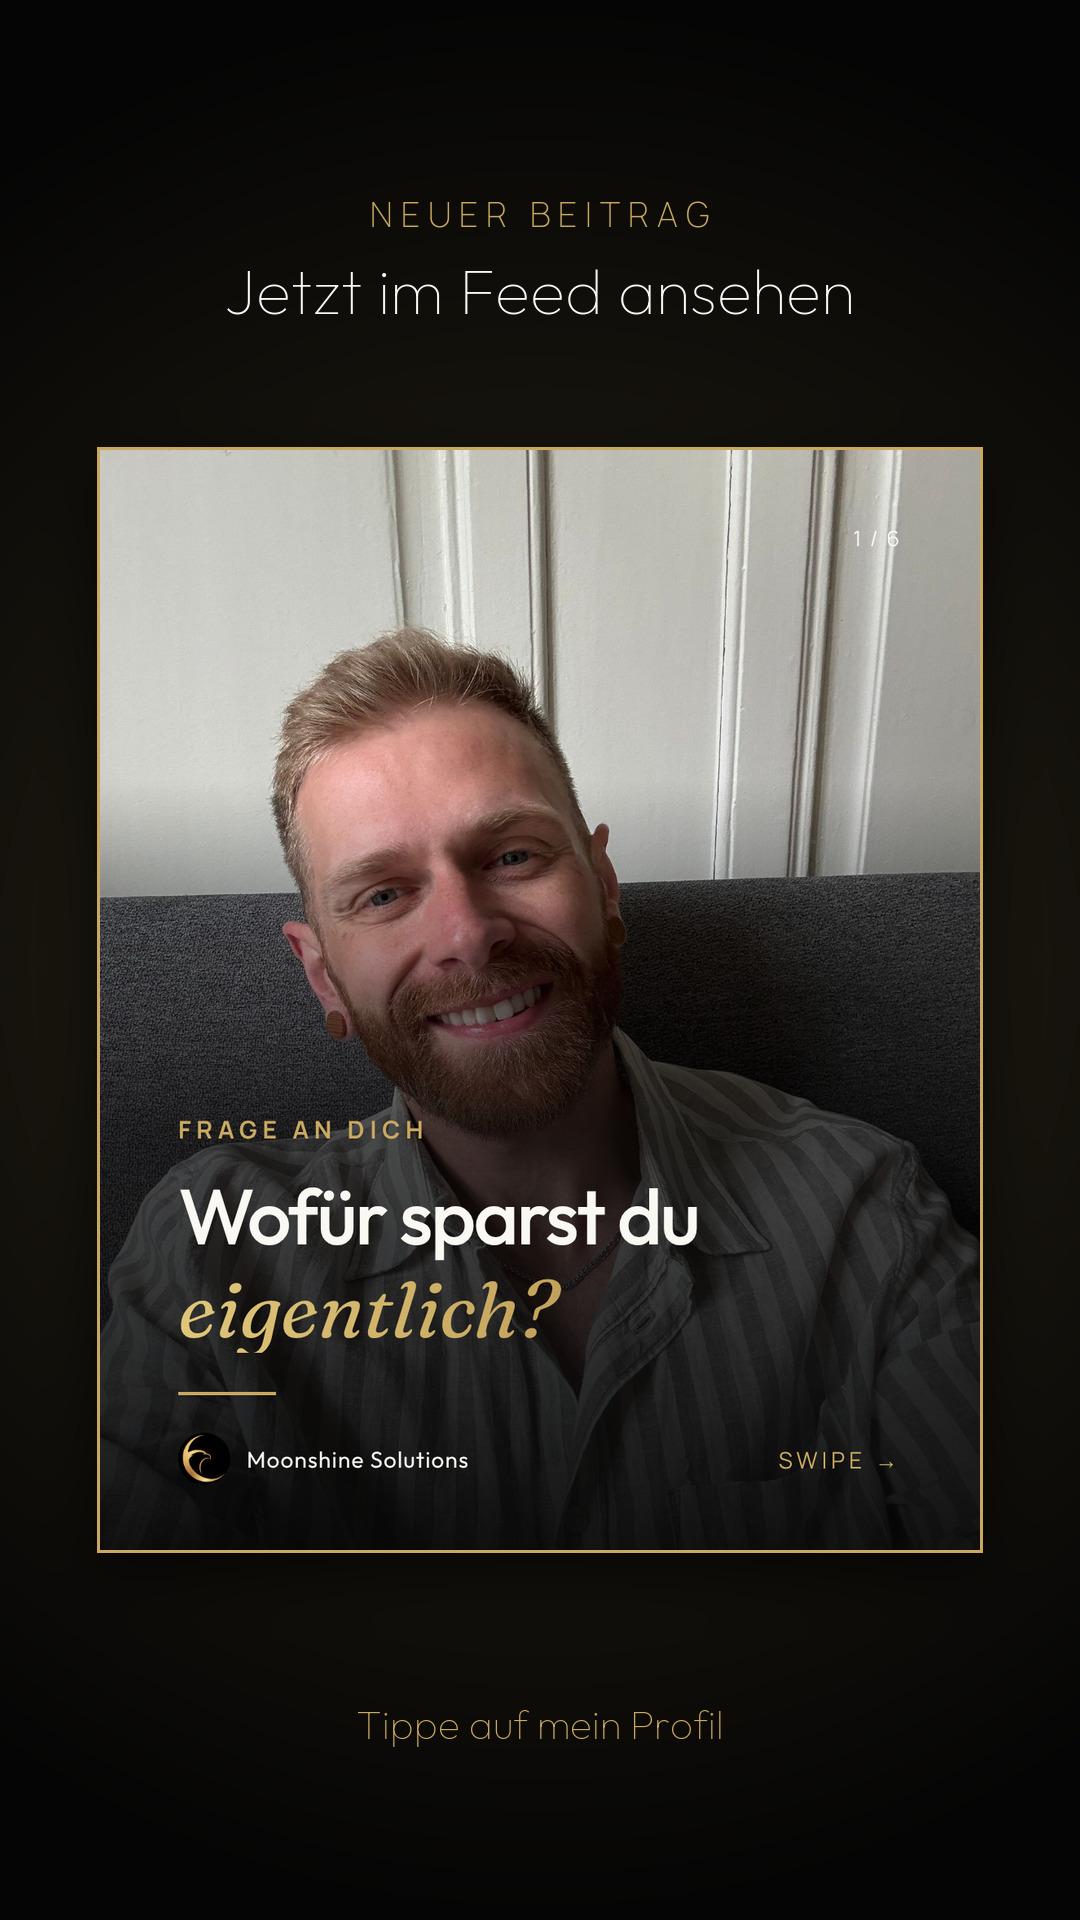 NEUER BEITRAG
Jetzt im Feed ansehen
1 / 6
FRAGE AN DICH
Wofür sparst du
eigentlich?
Moonshine Solutions
SWIPE →
Tippe auf mein Profil